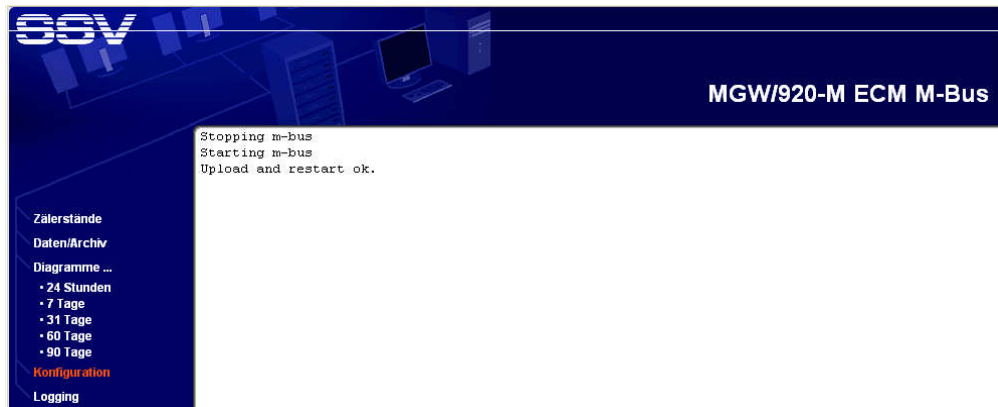 SSV
MGW/920-M ECM M-Bus
Stopping m-bus
Starting m-bus
Upload and restart ok.
Zälerstände
Daten/Archiv
Diagramme ...
• 24 Stunden
• 7 Tage
• 31 Tage
• 60 Tage
• 90 Tage
Konfiguration
Logging